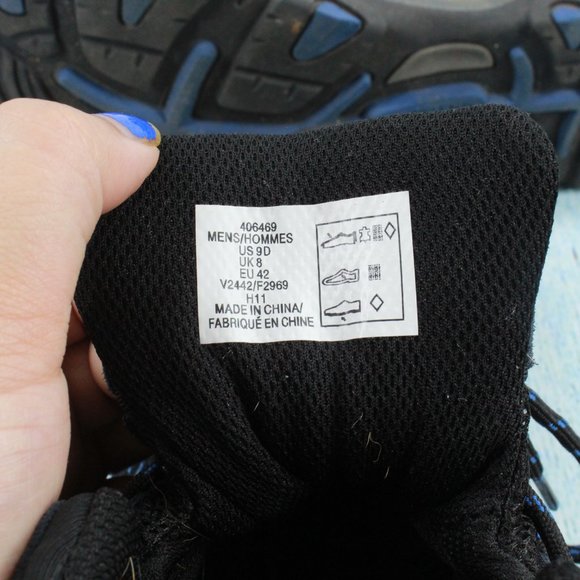 406469
MENS/HOMMES
US 9D
UK 8
EU 42
V2442/F2969
H11
MADE IN CHINA/
FABRIQUÉ EN CHINE